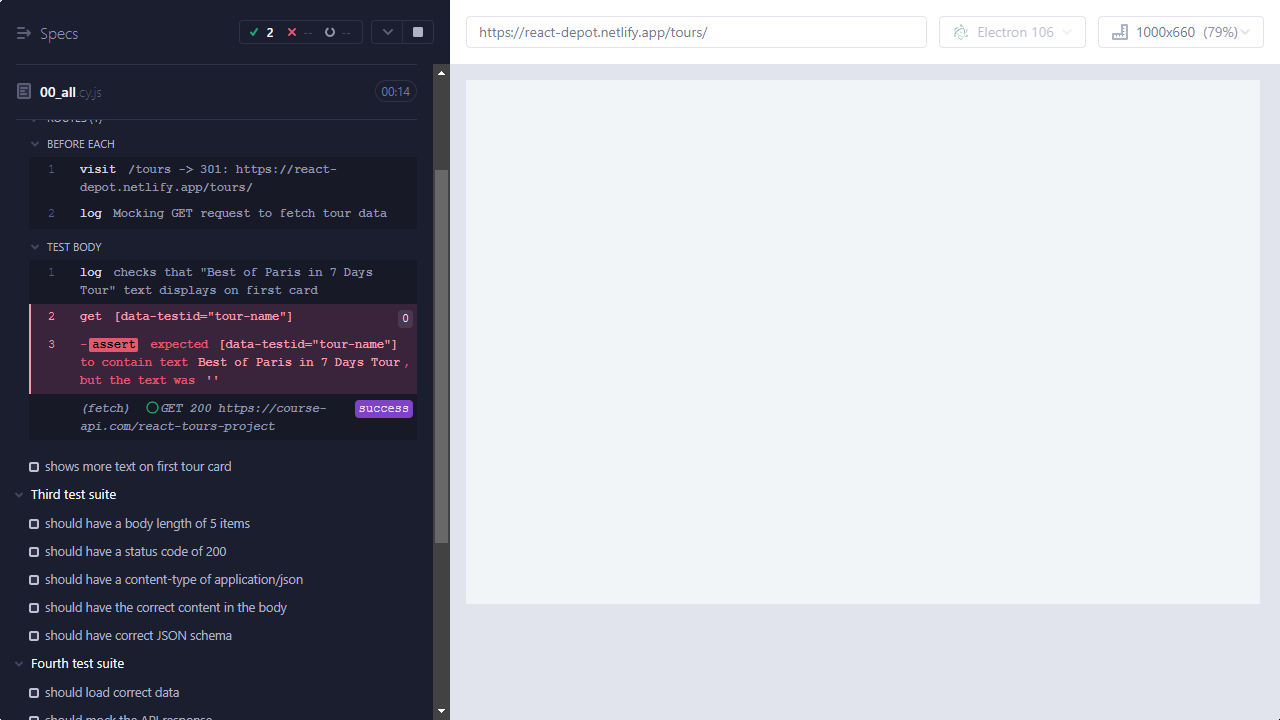 Specs
2 -- --
https://react-depot.netlify.app/tours/
Electron 106
1000x660 (79%)
00_all.cy.js
00:14
ROUTES (1)
BEFORE EACH
1 visit /tours -> 301: https://react-
depot.netlify.app/tours/
2 log Mocking GET request to fetch tour data
TEST BODY
1 log checks that "Best of Paris in 7 Days
Tour" text displays on first card
2 get [data-testid="tour-name"] 0
3 -assert expected [data-testid="tour-name"]
to contain text Best of Paris in 7 Days Tour,
but the text was ''
(fetch) GET 200 https://course- success
api.com/react-tours-project
shows more text on first tour card
Third test suite
should have a body length of 5 items
should have a status code of 200
should have a content-type of application/json
should have the correct content in the body
should have correct JSON schema
Fourth test suite
should load correct data
should mock the API response